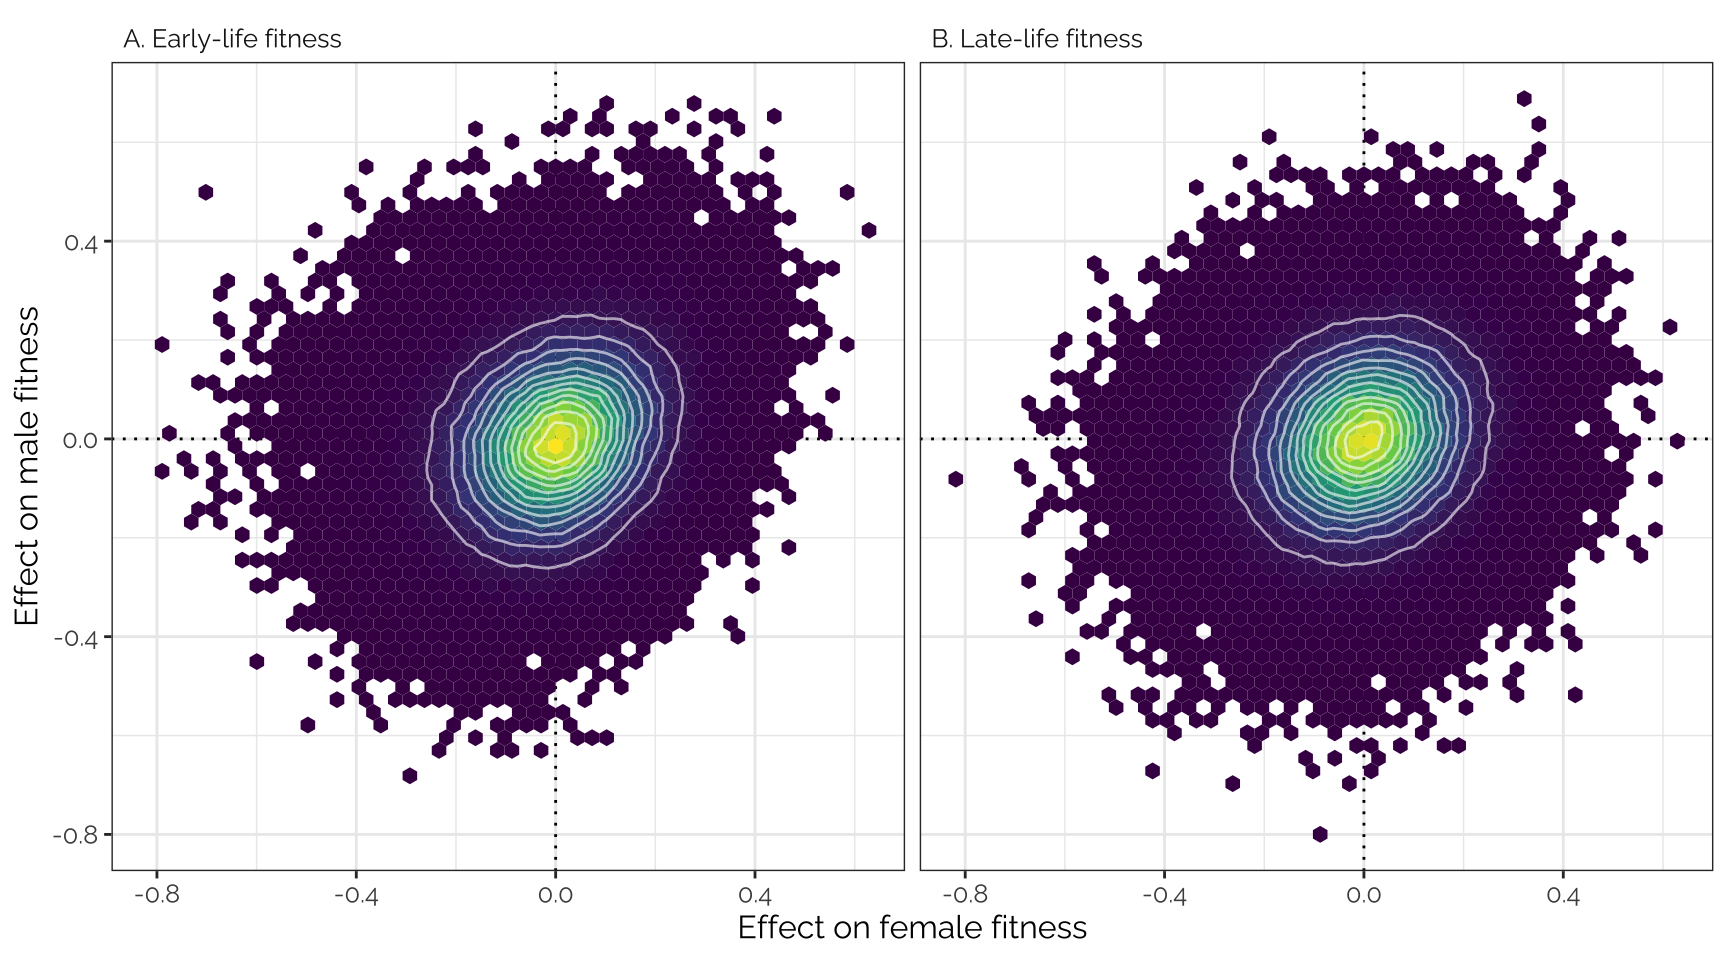 A. Early-life fitness
B. Late-life fitness
Effect on male fitness
0.4
0.0
-0.4
-0.8
-0.8 -0.4 0.0 0.4
-0.8 -0.4 0.0 0.4
Effect on female fitness